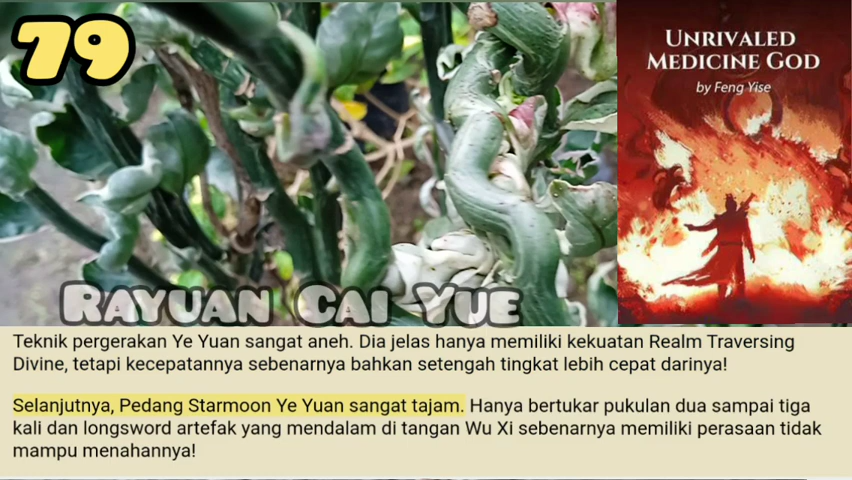 79
UNRIVALED
MEDICINE GOD
by Feng Yise
RAYUAN CAI YUE
Teknik pergerakan Ye Yuan sangat aneh. Dia jelas hanya memiliki kekuatan Realm Traversing
Divine, tetapi kecepatannya sebenarnya bahkan setengah tingkat lebih cepat darinya!
Selanjutnya, Pedang Starmoon Ye Yuan sangat tajam. Hanya bertukar pukulan dua sampai tiga
kali dan longsword artefak yang mendalam di tangan Wu Xi sebenarnya memiliki perasaan tidak
mampu menahannya!